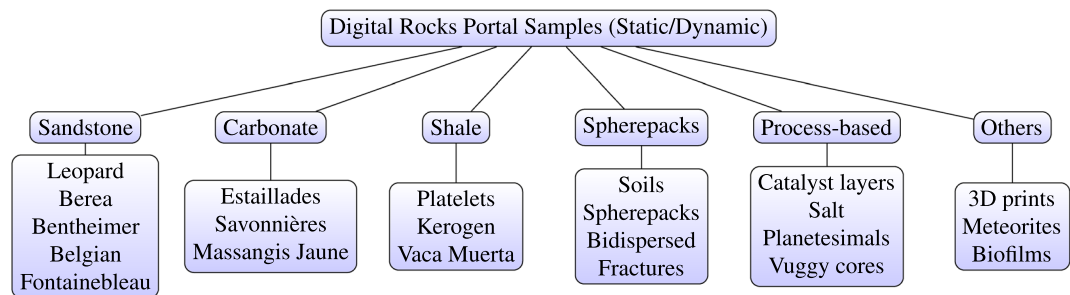 Digital Rocks Portal Samples (Static/Dynamic)
Sandstone
Leopard
Berea
Bentheimer
Belgian
Fontainebleau
Carbonate
Estaillades
Savonnières
Massangis Jaune
Shale
Platelets
Kerogen
Vaca Muerta
Spherepacks
Soils
Spherepacks
Bidispersed
Fractures
Process-based
Catalyst layers
Salt
Planetesimals
Vuggy cores
Others
3D prints
Meteorites
Biofilms